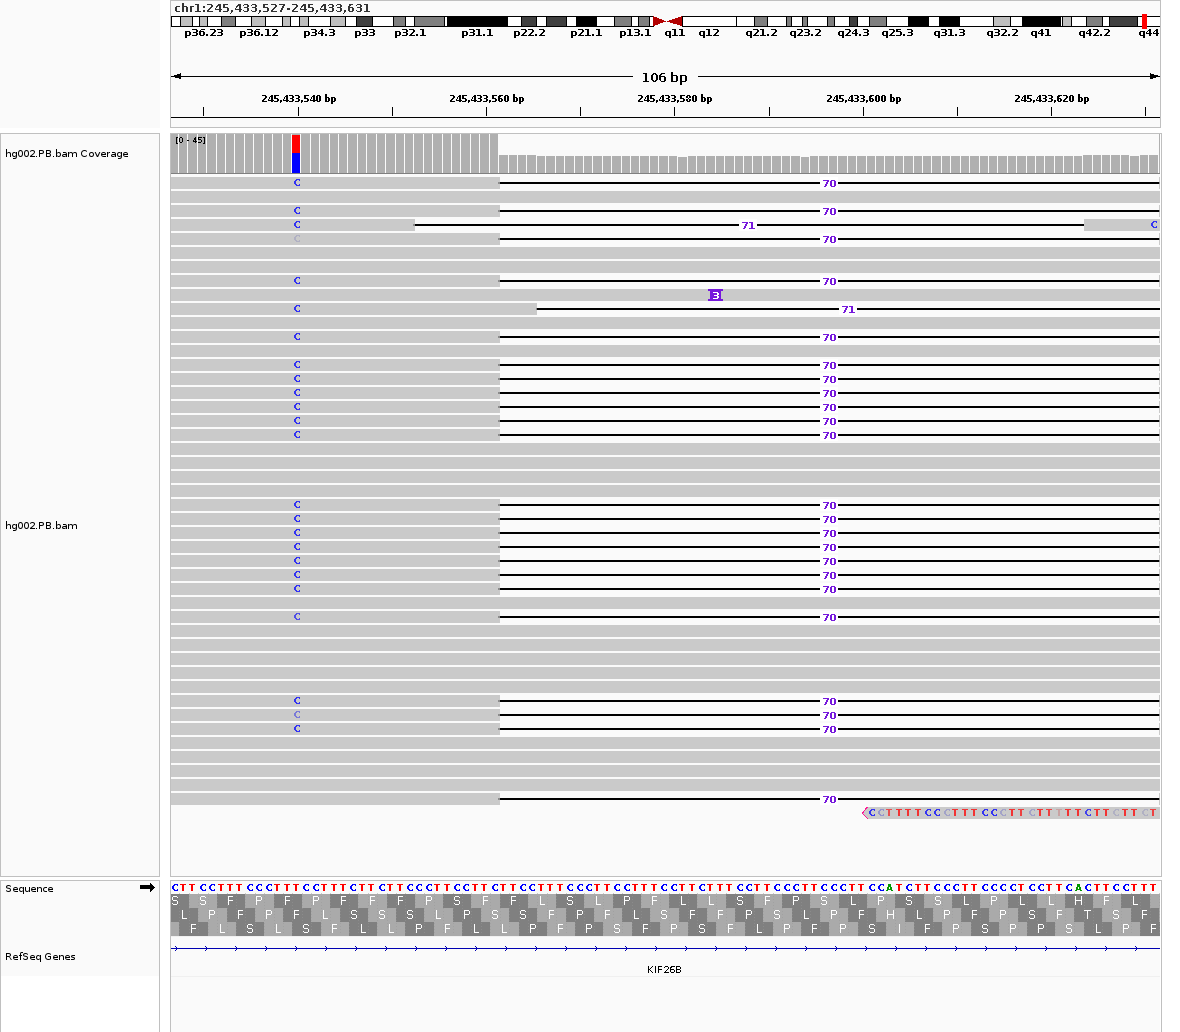 chr1:245,433,527-245,433,631
p36.23 p36.12 p34.3 p33 p32.1 p31.1 p22.2 p21.1 p13.1 q11 q12 q21.2 q23.2 q24.3 q25.3 q31.3 q32.2 q41 q42.2 q44
106 bp
245,433,540 bp 245,433,560 bp 245,433,580 bp 245,433,600 bp 245,433,620 bp
hg002.PB.bam Coverage
[0 - 45]
C 70
C 70
C 71 C
C 70
C 70
3
C 71
C 70
C 70
C 70
C 70
C 70
C 70
C 70
hg002.PB.bam
C 70
C 70
C 70
C 70
C 70
C 70
C 70
C 70
C 70
C 70
C 70
70
C C T T T T C C C T T T C C C T T C T T T T T C T T C T T C T
Sequence
C T T C C T T T C C C T T T C C T T T C T T C T T C C C T T C C T T C T T C C T T T C C C T T C C T T T C C T T C T T T C C T T C C C T T C C C T T C C A T C T T C C C T T C C C C T C C T T C A C T T C C T T T
S S F P F P F F F F P S F F L S L P F L L S F P S L P S S L P L L H F L L
L P F P F L S S S L P S S F P F L S F F P S L P F H L P F P S F T S F
F L S L S F L L P F L L P F P S F P S F L P F P S I F P S P P S L P F
RefSeq Genes
KIF26B